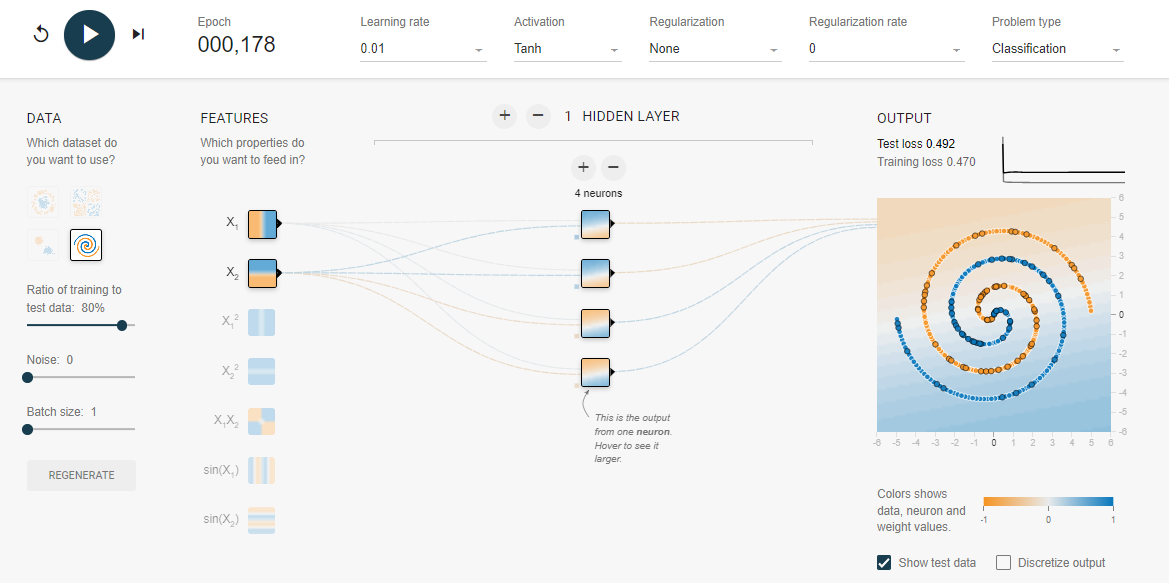 Epoch
000,178
Learning rate
0.01
Activation
Tanh
Regularization
None
Regularization rate
0
Problem type
Classification
DATA
Which dataset do
you want to use?
Ratio of training to
test data: 80%
Noise: 0
Batch size: 1
REGENERATE
FEATURES
Which properties do
you want to feed in?
X₁
X₂
X₁²
X₂²
X₁X₂
sin(X₁)
sin(X₂)
+ − 1 HIDDEN LAYER
+ −
4 neurons
This is the output
from one neuron.
Hover to see it
larger.
OUTPUT
Test loss 0.492
Training loss 0.470
6
5
4
3
2
1
0
-1
-2
-3
-4
-5
-6
-6 -5 -4 -3 -2 -1 0 1 2 3 4 5 6
Colors shows
data, neuron and
weight values.
-1 0 1
Show test data
Discretize output